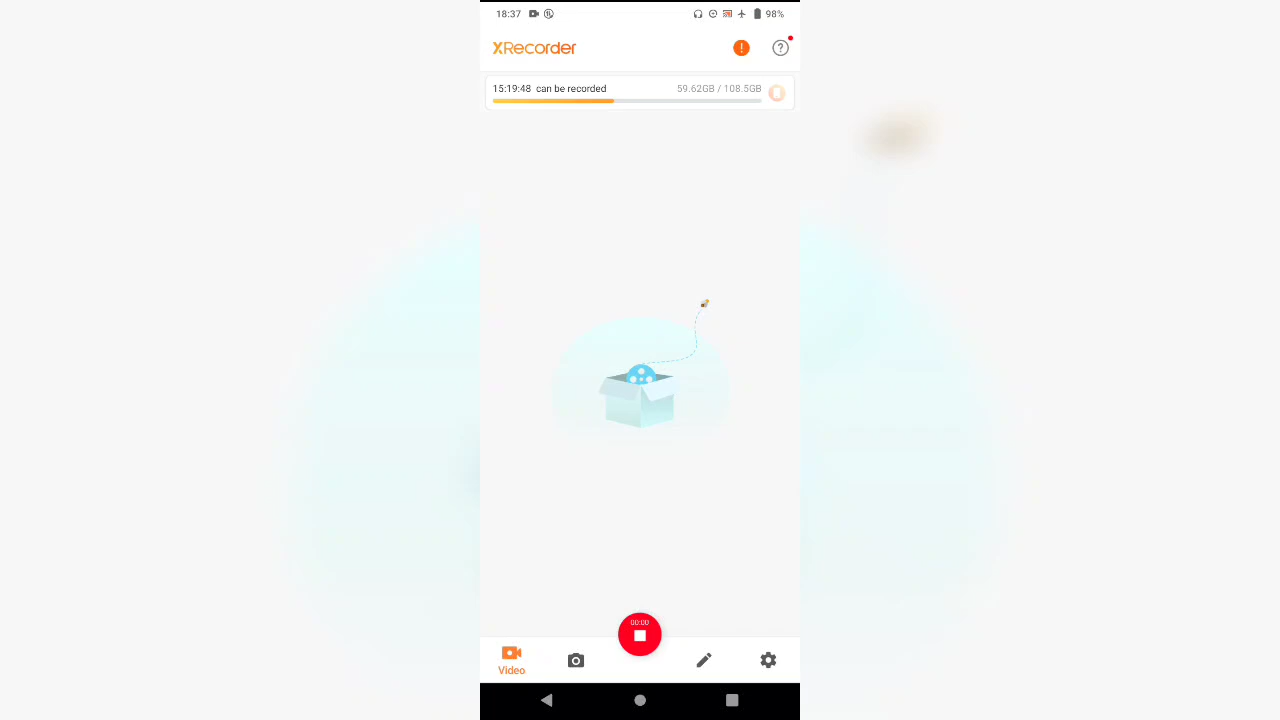 18:37 98%
XRecorder
15:19:48 can be recorded 59.62GB / 108.5GB
00:00
Video